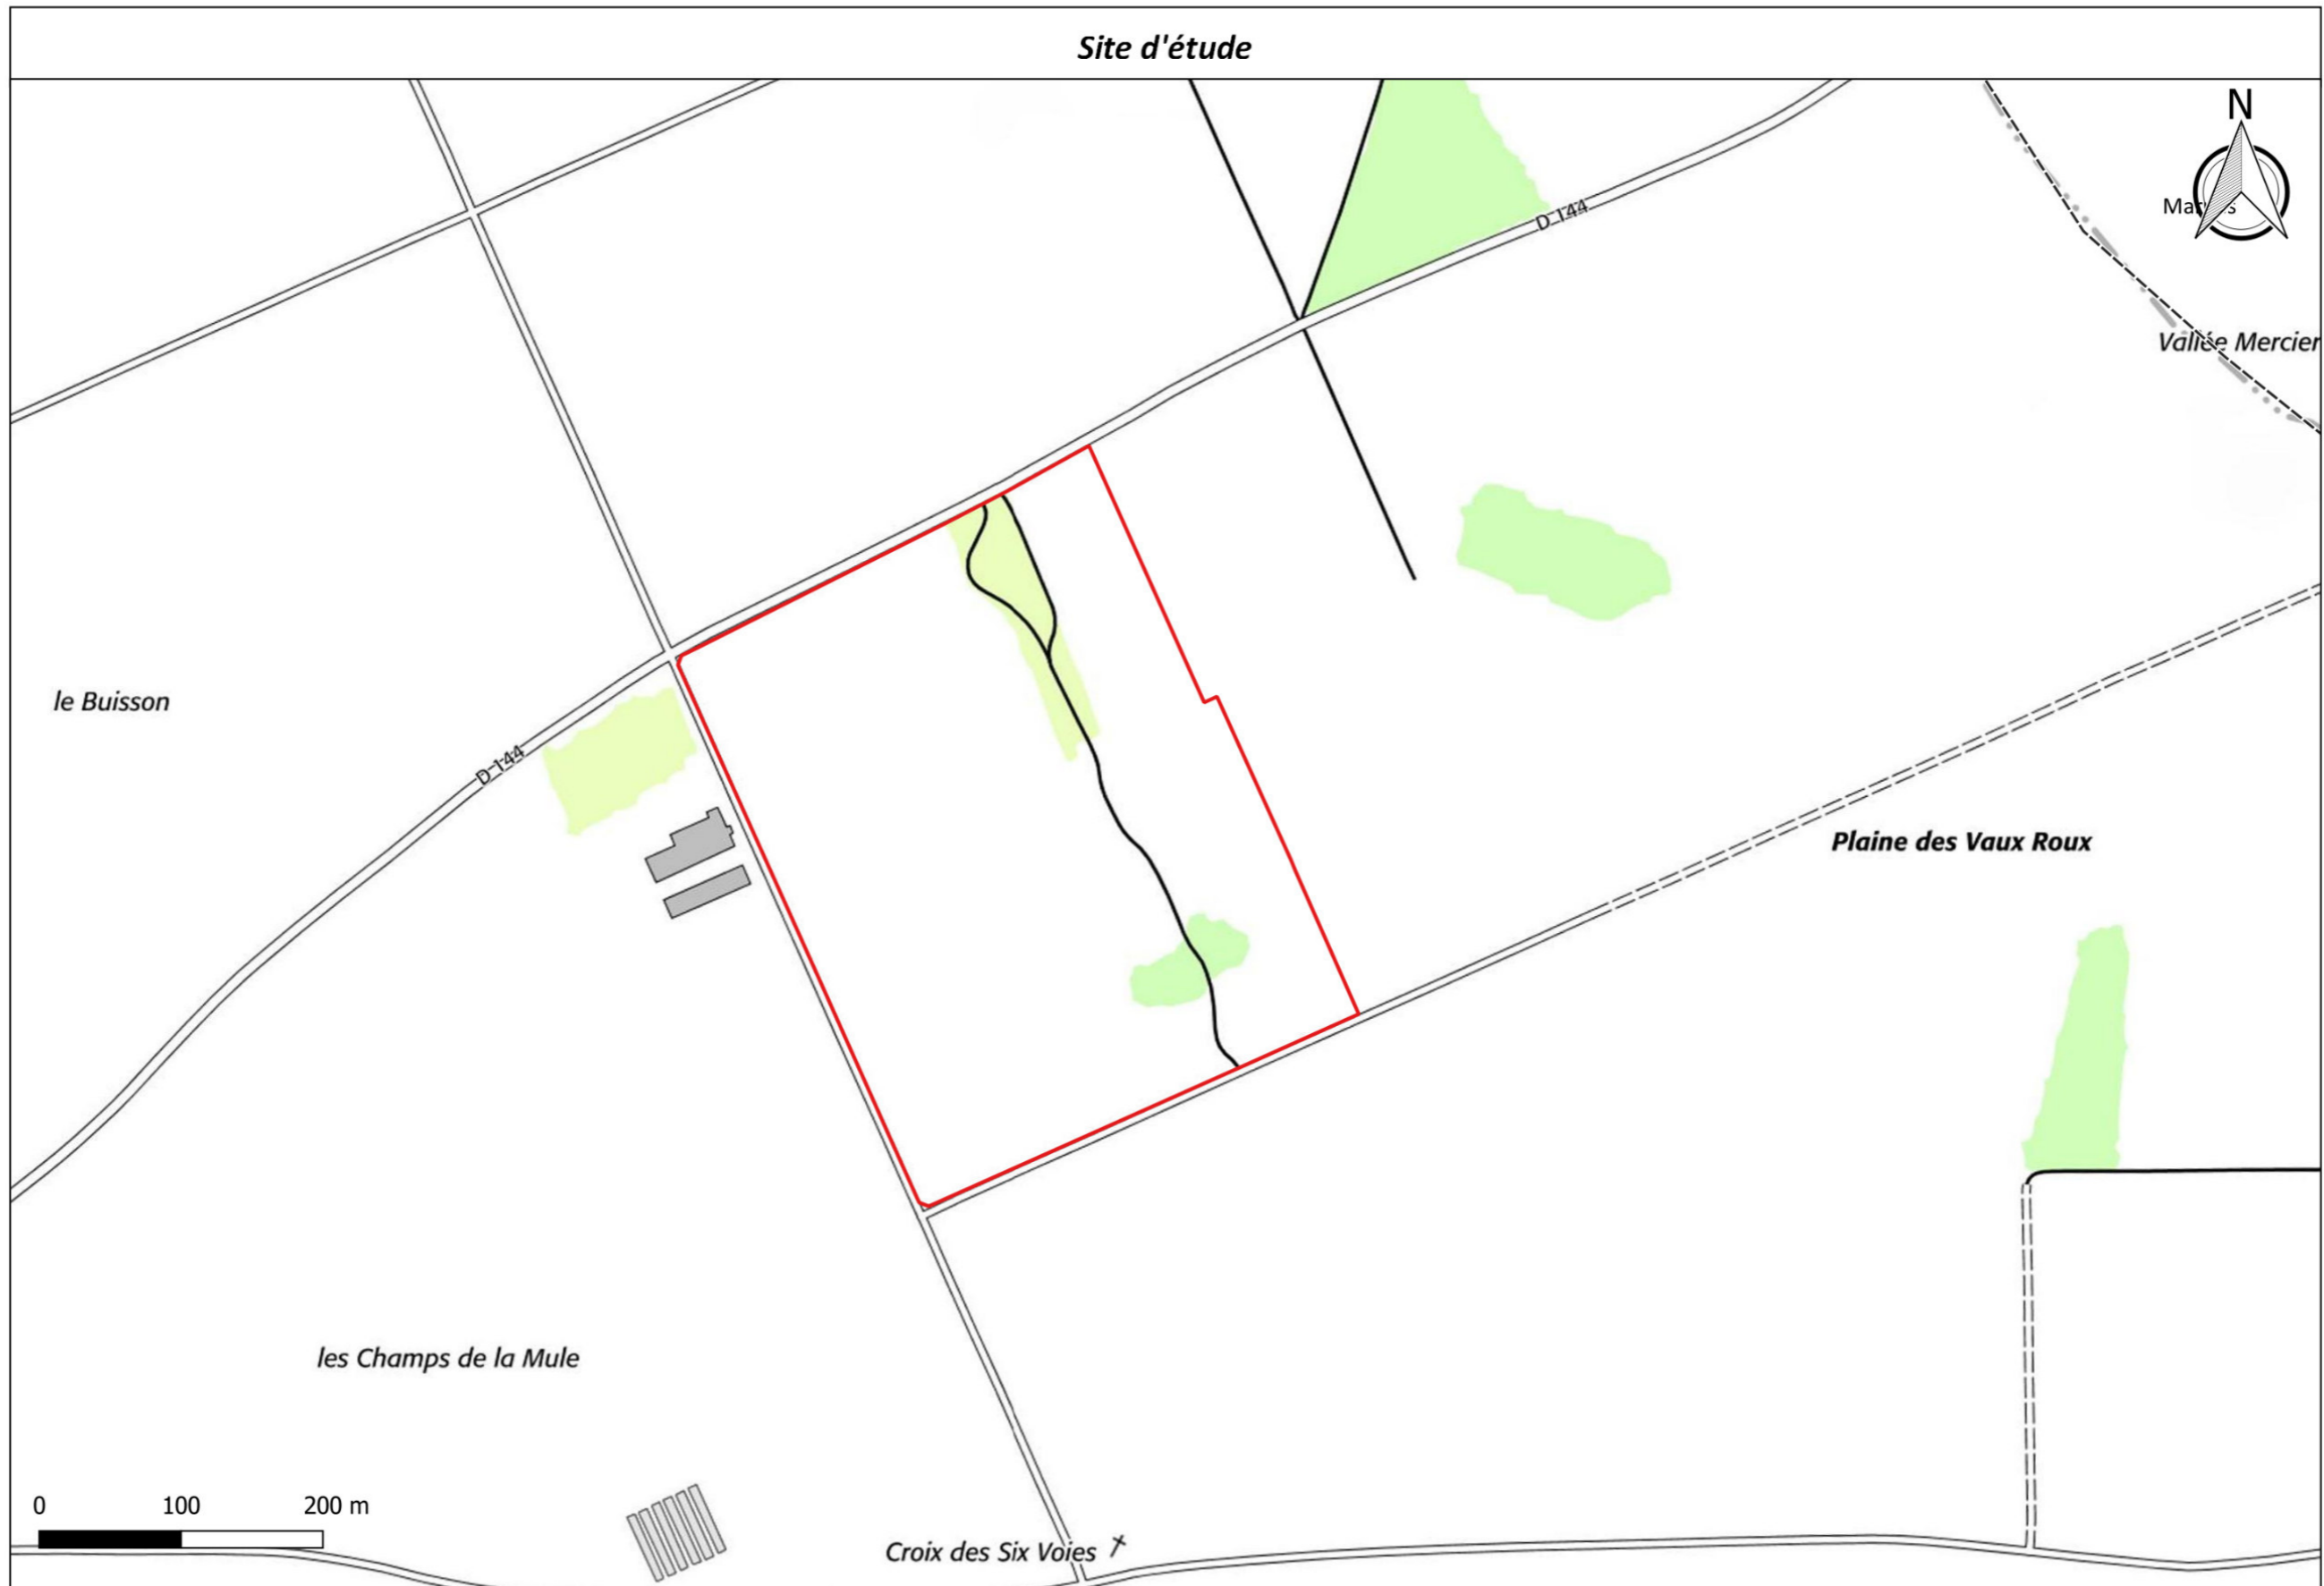 Site d'étude
N
D 144
Vallée Mercier
le Buisson
D 144
Plaine des Vaux Roux
les Champs de la Mule
0 100 200 m
Croix des Six Voies